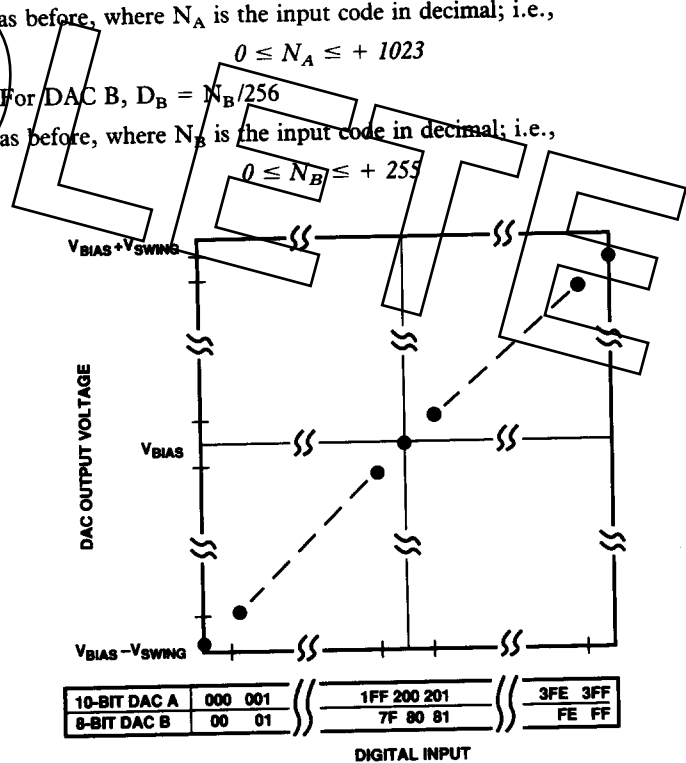 as before, where N_A is the input code in decimal; i.e.,
0 ≤ N_A ≤ + 1023
For DAC B, D_B = N_B/256
as before, where N_B is the input code in decimal; i.e.,
0 ≤ N_B ≤ + 255
LETE
V_BIAS+V_SWING
DAC OUTPUT VOLTAGE
V_BIAS
V_BIAS –V_SWING
10-BIT DAC A 000 001 1FF 200 201 3FE 3FF
8-BIT DAC B 00 01 7F 80 81 FE FF
DIGITAL INPUT